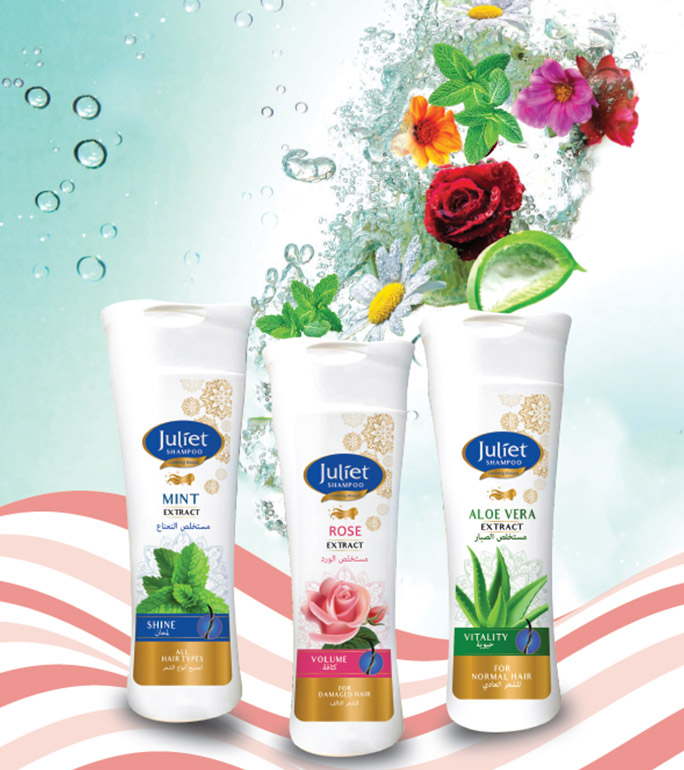 Juliet
SHAMPOO
MINT
EXTRACT
مستخلص النعناع
SHINE
لمعان
ALL
HAIR TYPES
لجميع أنواع الشعر
Juliet
SHAMPOO
ROSE
EXTRACT
مستخلص الورد
VOLUME
كثافة
FOR
DAMAGED HAIR
للشعر التالف
Juliet
SHAMPOO
ALOE VERA
EXTRACT
مستخلص الصبار
VITALITY
حيوية
FOR
NORMAL HAIR
للشعر العادي